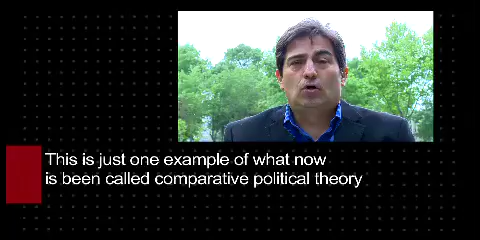 This is just one example of what now
is been called comparative political theory